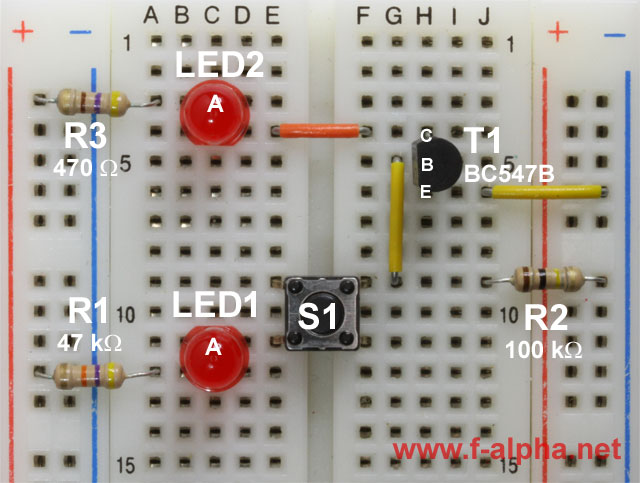 A B C D E F G H I J
+ − + −
1 1
LED2
A
R3
470 Ω
C
B
E
T1
BC547B
5 5
LED1
A
R1
47 kΩ
S1
10 10
R2
100 kΩ
www.f-alpha.net
15 15